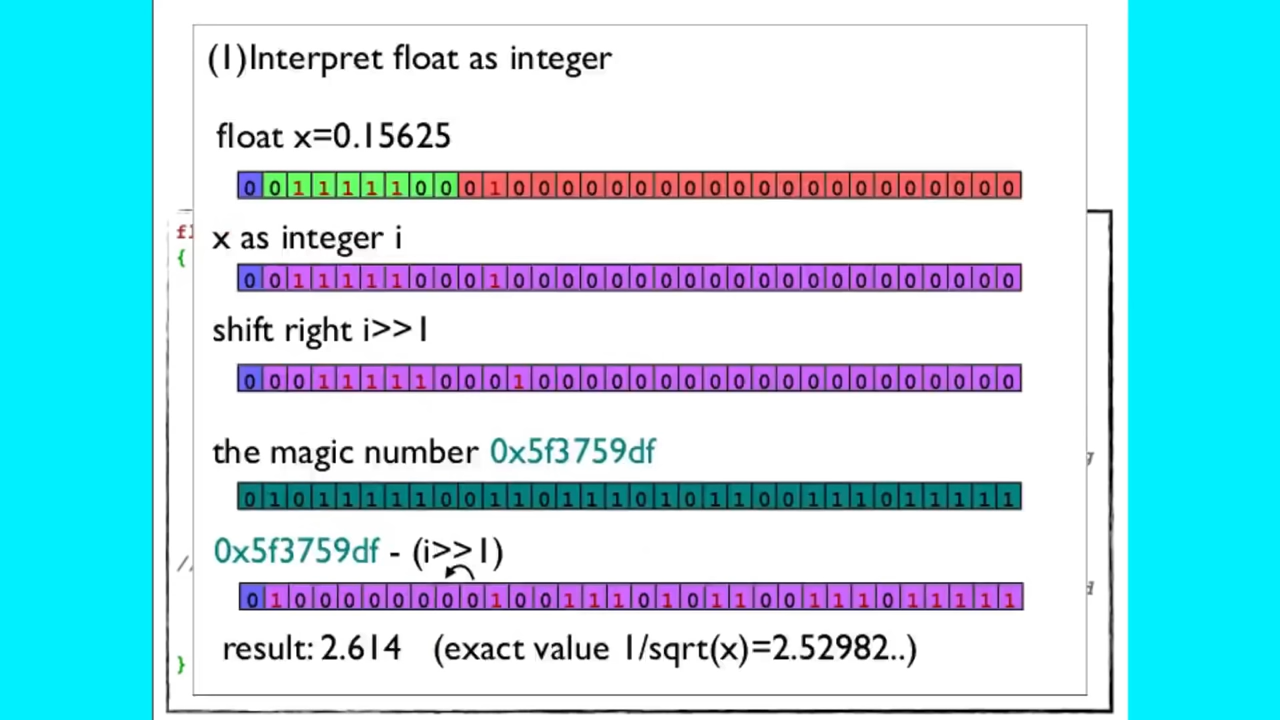 (1)Interpret float as integer
float x=0.15625
0 0 1 1 1 1 1 0 0 0 1 0 0 0 0 0 0 0 0 0 0 0 0 0 0 0 0 0 0 0 0 0
x as integer i
{
0 0 1 1 1 1 1 0 0 0 1 0 0 0 0 0 0 0 0 0 0 0 0 0 0 0 0 0 0 0 0 0
shift right i>>1
0 0 0 1 1 1 1 1 0 0 0 1 0 0 0 0 0 0 0 0 0 0 0 0 0 0 0 0 0 0 0 0
the magic number 0x5f3759df
0 1 0 1 1 1 1 1 0 0 1 1 0 1 1 1 0 1 0 1 1 0 0 1 1 1 0 1 1 1 1 1
0x5f3759df - (i>>1)
0 1 0 0 0 0 0 0 0 0 1 0 0 1 1 1 0 1 0 1 1 0 0 1 1 1 0 1 1 1 1 1
result: 2.614 (exact value 1/sqrt(x)=2.52982..)
}